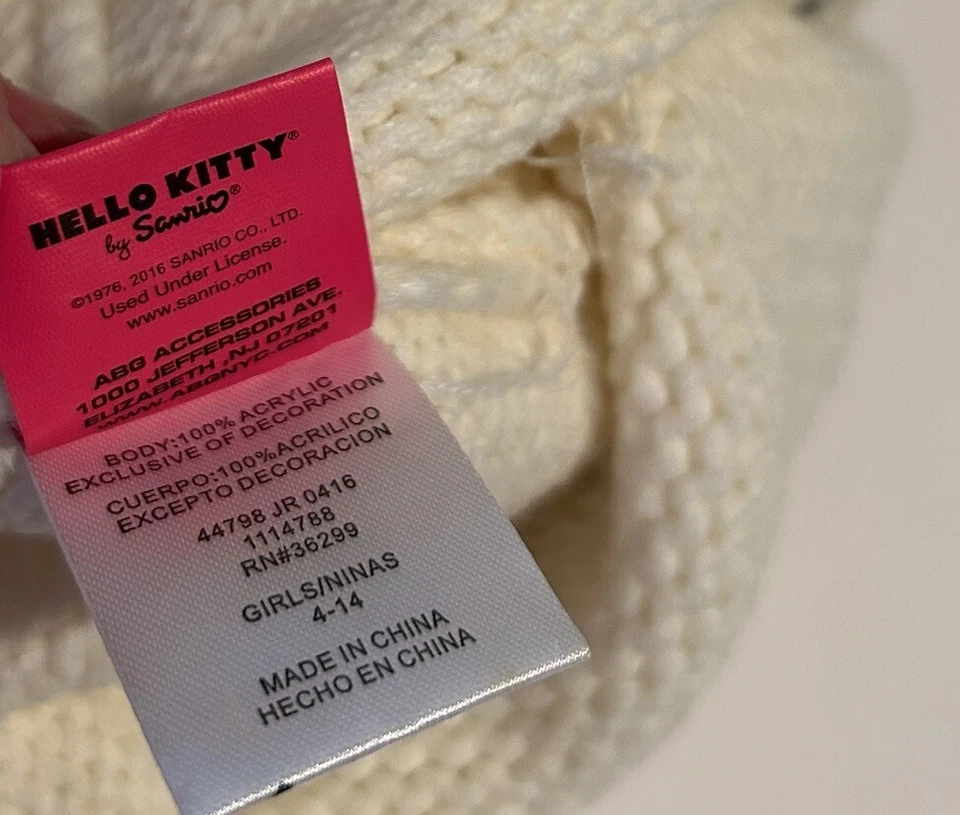 HELLO KITTY®
by Sanrio®
©1976, 2016 SANRIO CO., LTD.
Used Under License.
www.sanrio.com
ABG ACCESSORIES
1000 JEFFERSON AVE.
ELIZABETH ,NJ 07201
WWW.ABGNYC.COM
BODY:100% ACRYLIC
EXCLUSIVE OF DECORATION
CUERPO:100%ACRILICO
EXCEPTO DECORACION
44798 JR 0416
1114788
RN#36299
GIRLS/NINAS
4-14
MADE IN CHINA
HECHO EN CHINA